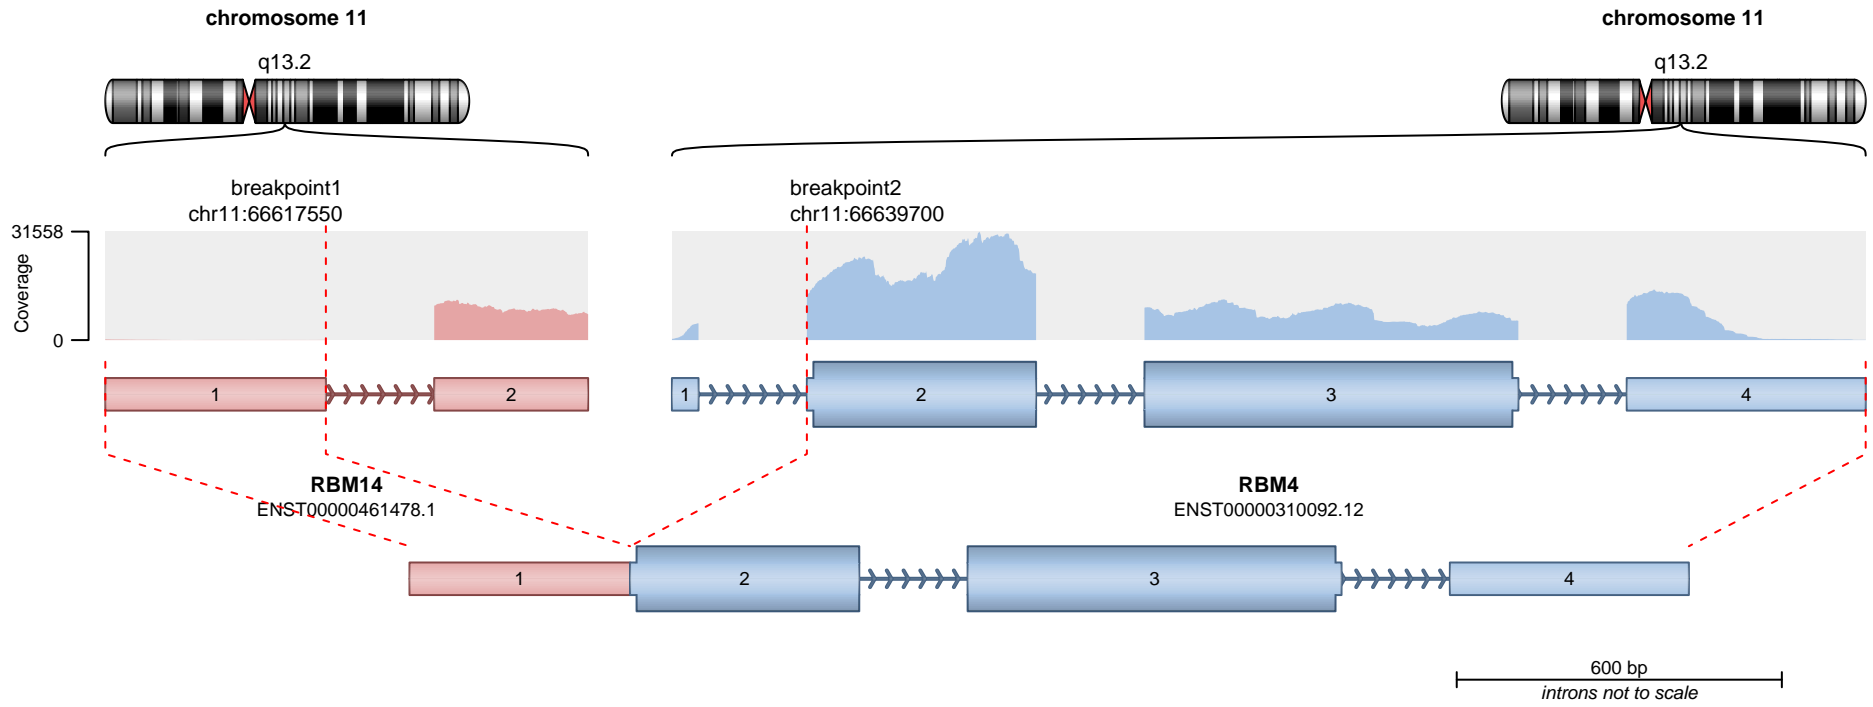 chromosome 11
chromosome 11
q13.2
q13.2
breakpoint1
chr11:66617550
breakpoint2
chr11:66639700
31558
Coverage
0
1
2
1
2
3
4
RBM14
ENST00000461478.1
RBM4
ENST00000310092.12
1
2
3
4
600 bp
introns not to scale